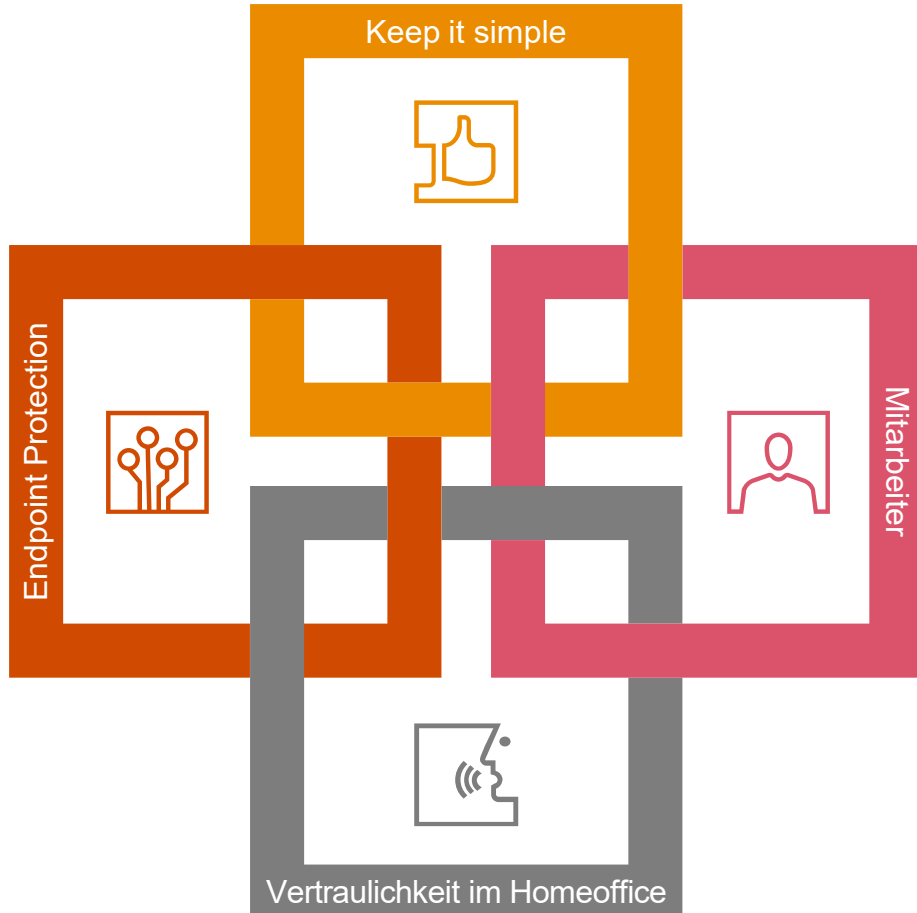 Keep it simple
Endpoint Protection
Mitarbeiter
Vertraulichkeit im Homeoffice